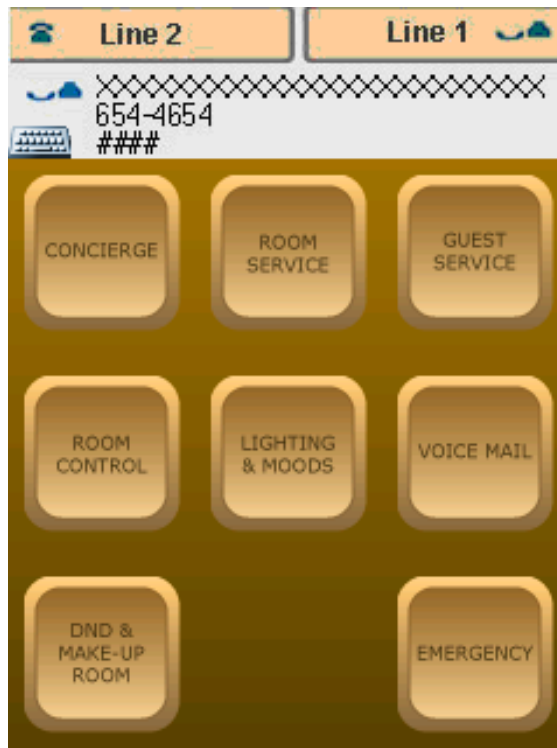 Line 2
Line 1
XXXXXXXXXXXXXXXXXXXXXXXXX
654-4654
####
CONCIERGE
ROOM
SERVICE
GUEST
SERVICE
ROOM
CONTROL
LIGHTING
& MOODS
VOICE MAIL
DND &
MAKE-UP
ROOM
EMERGENCY